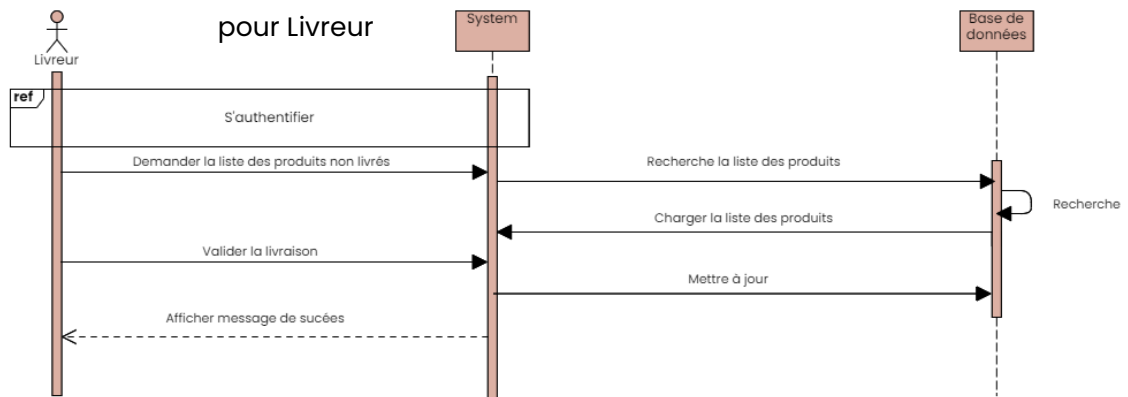 pour Livreur
System
Base de
données
Livreur
ref
S'authentifier
Demander la liste des produits non livrés
Recherche la liste des produits
Recherche
Charger la liste des produits
Valider la livraison
Mettre à jour
Afficher message de sucées